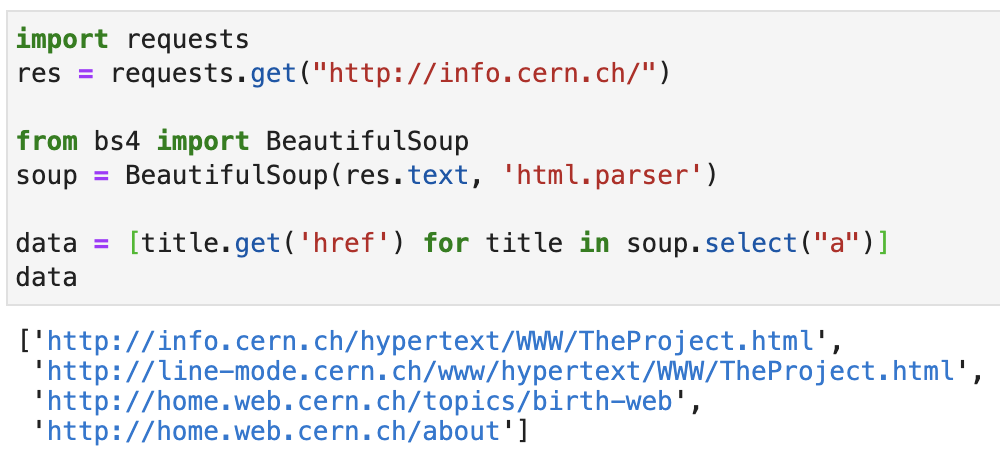 import requests
res = requests.get("http://info.cern.ch/")
from bs4 import BeautifulSoup
soup = BeautifulSoup(res.text, 'html.parser')
data = [title.get('href') for title in soup.select("a")]
data
['http://info.cern.ch/hypertext/WWW/TheProject.html',
'http://line-mode.cern.ch/www/hypertext/WWW/TheProject.html',
'http://home.web.cern.ch/topics/birth-web',
'http://home.web.cern.ch/about']